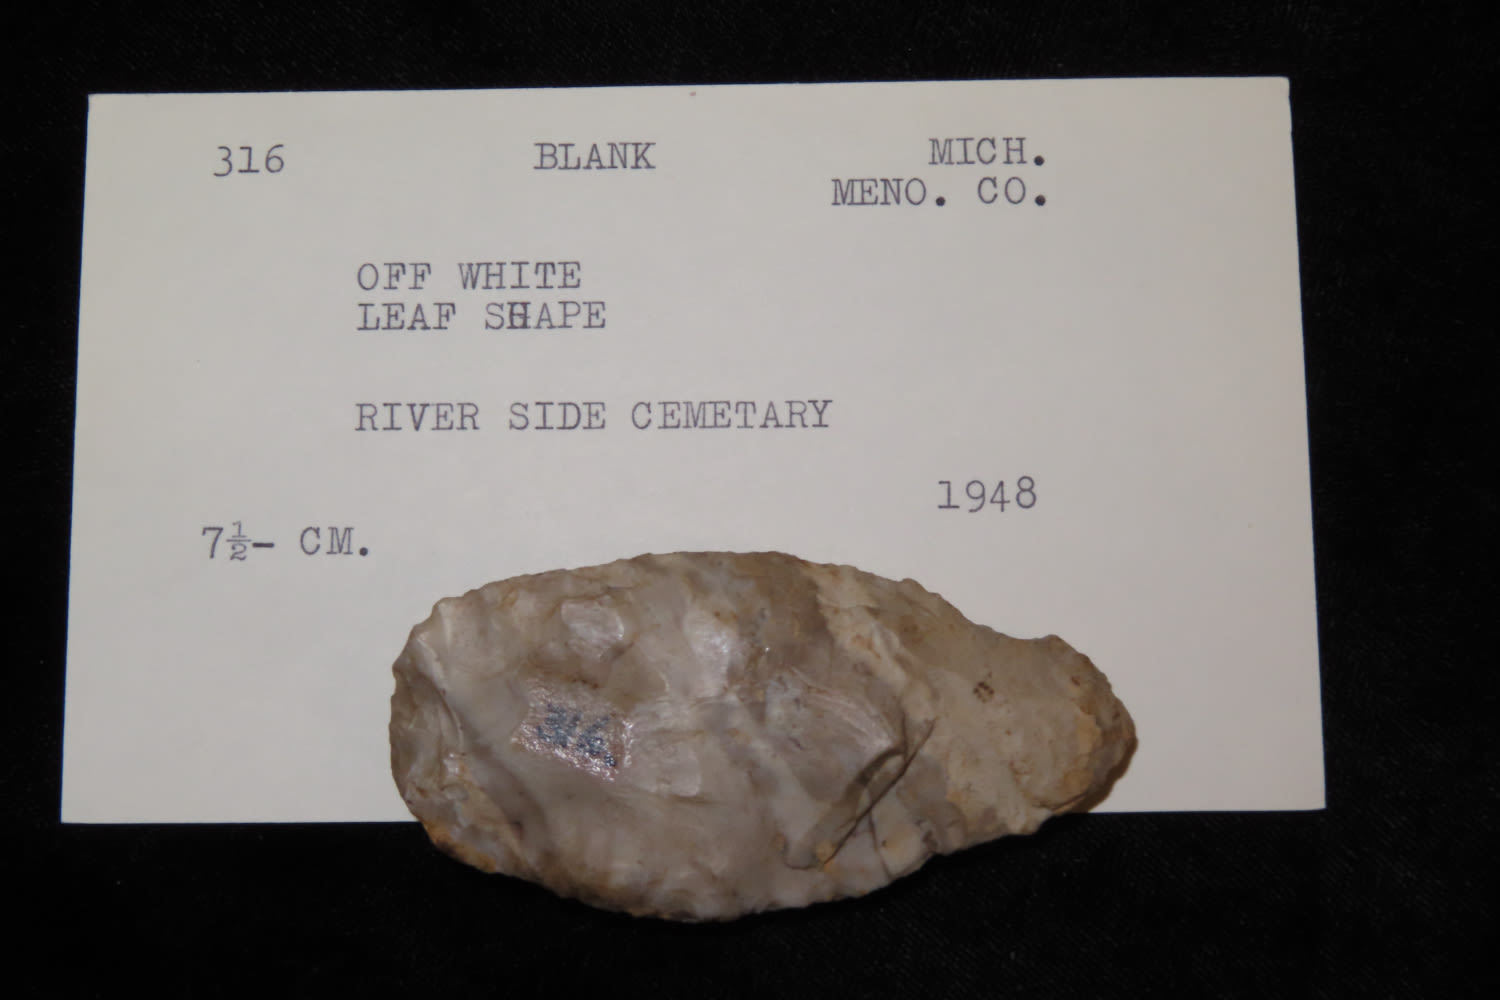 316 BLANK MICH.
MENO. CO.
OFF WHITE
LEAF SHAPE
RIVER SIDE CEMETARY
1948
7½- CM.